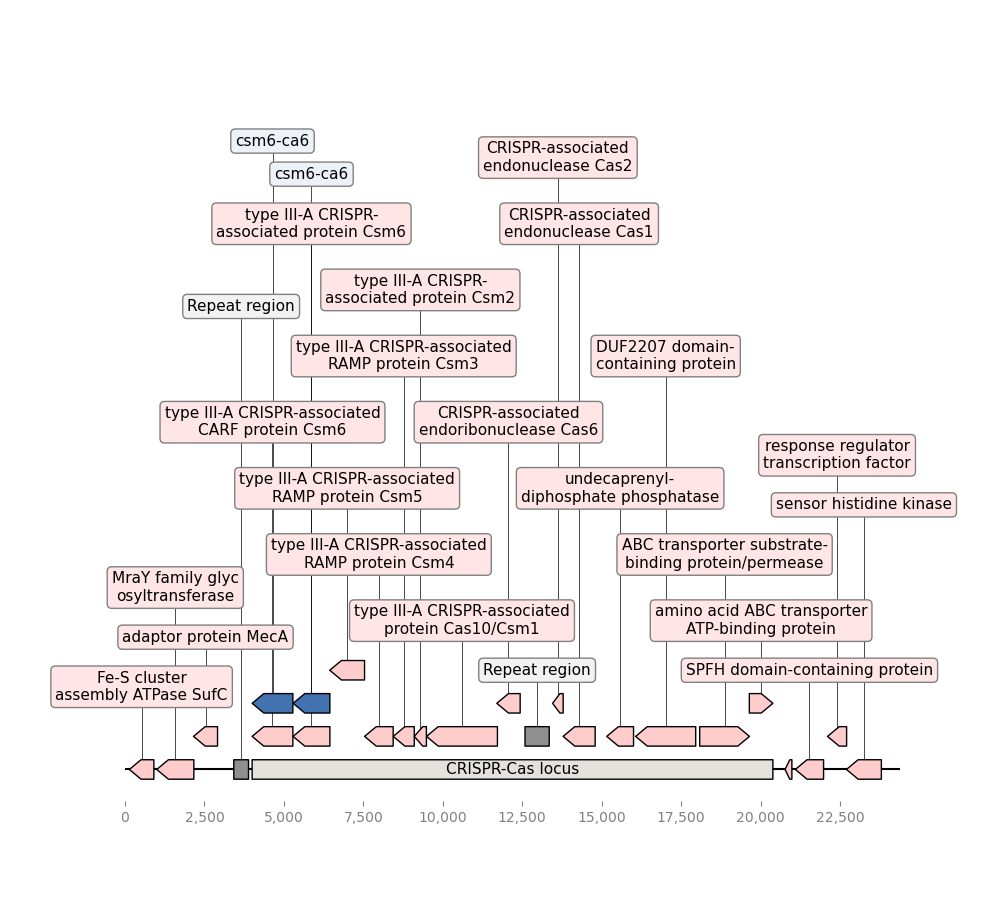 csm6-ca6
csm6-ca6
CRISPR-associated
endonuclease Cas2
type III-A CRISPR-
associated protein Csm6
CRISPR-associated
endonuclease Cas1
type III-A CRISPR-
associated protein Csm2
Repeat region
type III-A CRISPR-associated
RAMP protein Csm3
DUF2207 domain-
containing protein
type III-A CRISPR-associated
CARF protein Csm6
CRISPR-associated
endoribonuclease Cas6
response regulator
transcription factor
type III-A CRISPR-associated
RAMP protein Csm5
undecaprenyl-
diphosphate phosphatase
sensor histidine kinase
type III-A CRISPR-associated
RAMP protein Csm4
ABC transporter substrate-
binding protein/permease
MraY family glyc
osyltransferase
type III-A CRISPR-associated
protein Cas10/Csm1
amino acid ABC transporter
ATP-binding protein
adaptor protein MecA
Fe-S cluster
assembly ATPase SufC
Repeat region
SPFH domain-containing protein
CRISPR-Cas locus
0 2,500 5,000 7,500 10,000 12,500 15,000 17,500 20,000 22,500